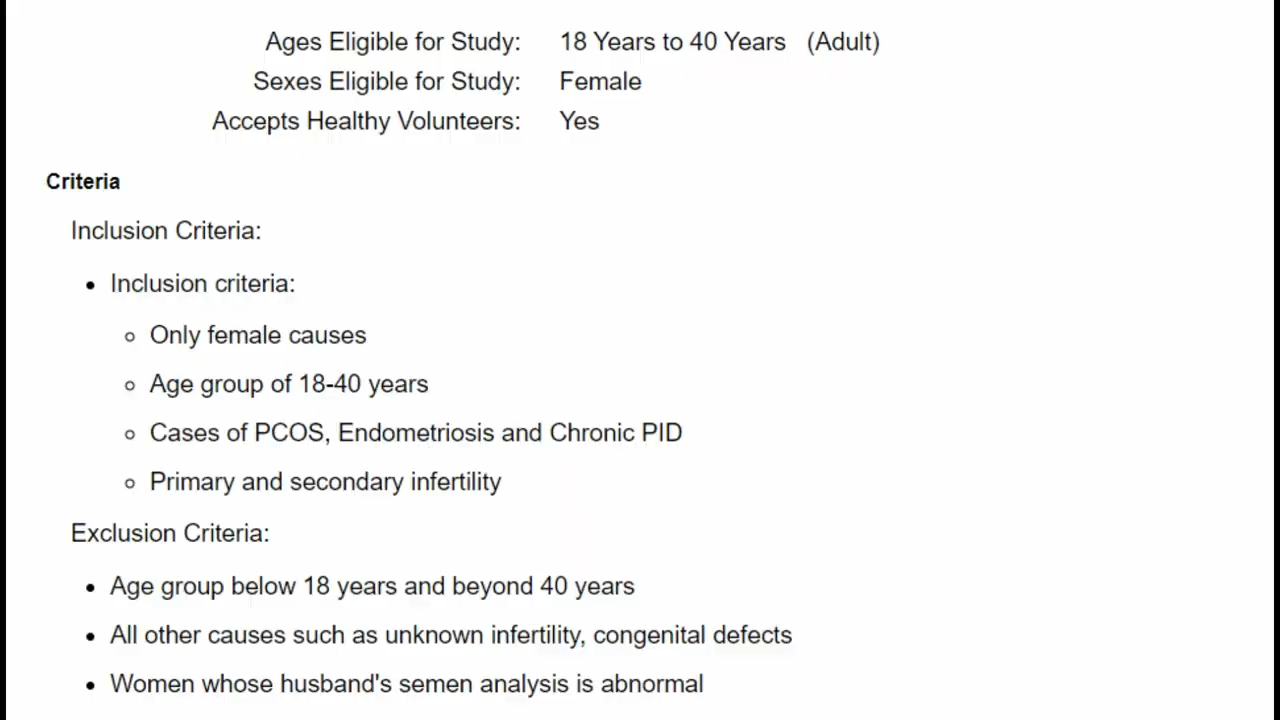 Ages Eligible for Study: 18 Years to 40 Years (Adult)
Sexes Eligible for Study: Female
Accepts Healthy Volunteers: Yes
Criteria
Inclusion Criteria:
• Inclusion criteria:
○ Only female causes
○ Age group of 18-40 years
○ Cases of PCOS, Endometriosis and Chronic PID
○ Primary and secondary infertility
Exclusion Criteria:
• Age group below 18 years and beyond 40 years
• All other causes such as unknown infertility, congenital defects
• Women whose husband's semen analysis is abnormal